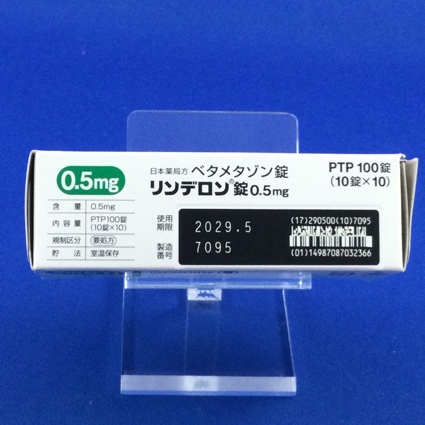 0.5mg
日本薬局方 ベタメタゾン錠
リンデロン®錠0.5mg
PTP 100錠
(10錠×10)
含量 0.5mg
内容量 PTP100錠
(10錠×10)
規制区分 要処方
貯法 室温保存
使用
期限 2029.5
製造
番号 7095
(17)290500(10)7095
(01)14987087032366